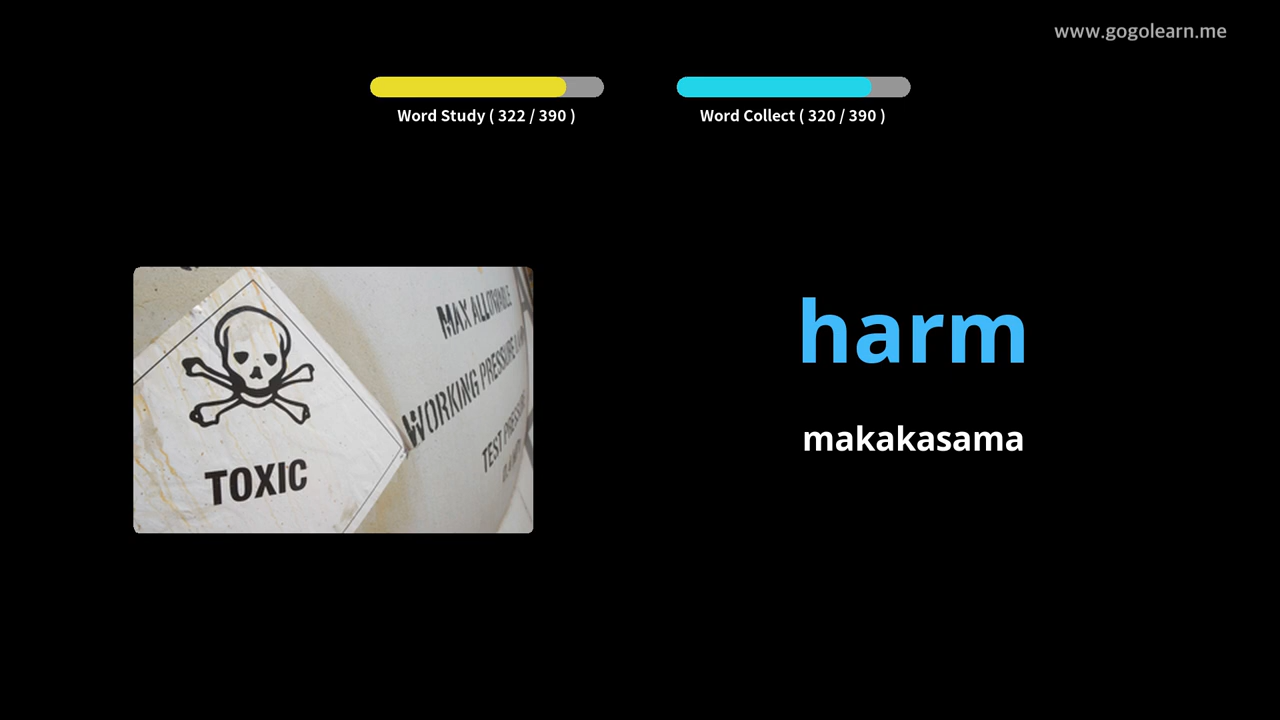 www.gogolearn.me
Word Study ( 322 / 390 )
Word Collect ( 320 / 390 )
harm
makakasama
TOXIC
MAX ALLOWABLE
WORKING PRESSURE
TEST PRESSURE